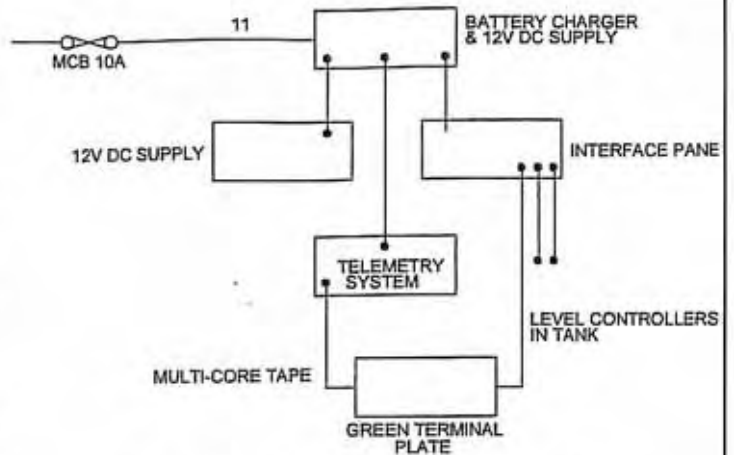 11
BATTERY CHARGER
& 12V DC SUPPLY
MCB 10A
12V DC SUPPLY
INTERFACE PANE
TELEMETRY
SYSTEM
LEVEL CONTROLLERS
IN TANK
MULTI-CORE TAPE
GREEN TERMINAL
PLATE